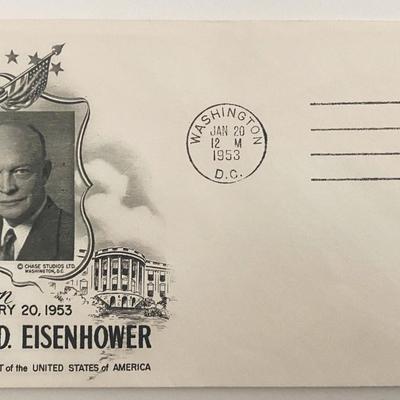 © CHASE STUDIOS LTD.
WASHINGTON, D.C.
RY 20, 1953
D. EISENHOWER
of the UNITED STATES of AMERICA
WASHINGTON
JAN 20
12 M
1953
D.C.